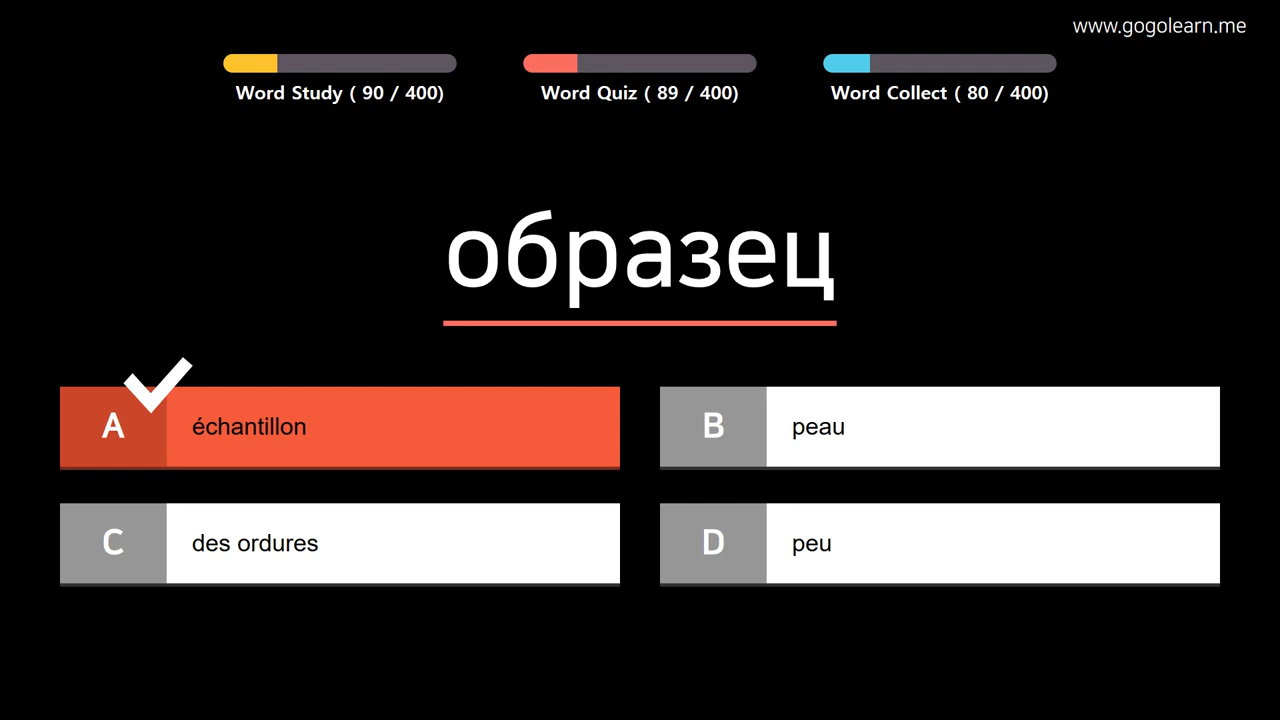 www.gogolearn.me
Word Study ( 90 / 400)
Word Quiz ( 89 / 400)
Word Collect ( 80 / 400)
образец
A échantillon
B peau
C des ordures
D peu